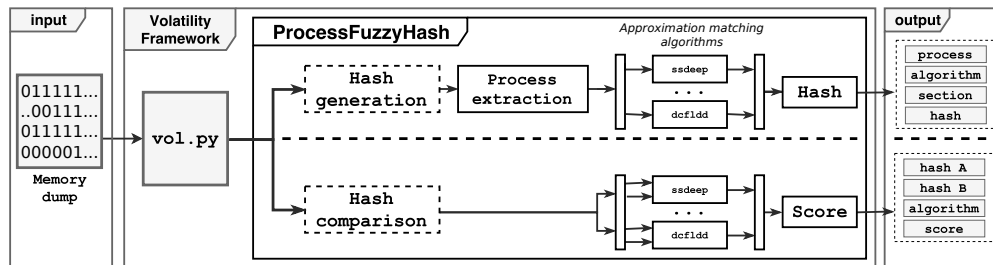 input
011111...
..00111...
011111...
000001...
Memory
dump
Volatility
Framework
vol.py
ProcessFuzzyHash
Approximation matching
algorithms
Hash
generation
Process
extraction
ssdeep
...
dcfldd
Hash
Hash
comparison
ssdeep
...
dcfldd
Score
output
process
algorithm
section
hash
hash A
hash B
algorithm
score